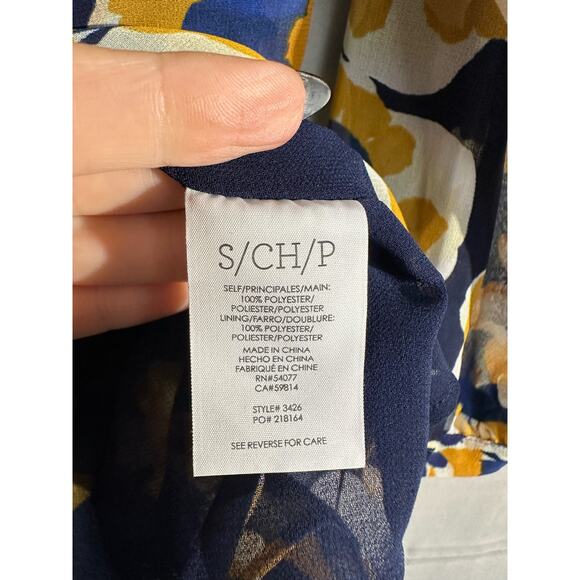 S/CH/P
SELF/PRINCIPALES/MAIN:
100% POLYESTER/
POLIESTER/POLYESTER
LINING/FARRO/DOUBLURE:
100% POLYESTER/
POLIESTER/POLYESTER
MADE IN CHINA
HECHO EN CHINA
FABRIQUÉ EN CHINE
RN#54077
CA#59814
STYLE# 3426
PO# 218164
SEE REVERSE FOR CARE